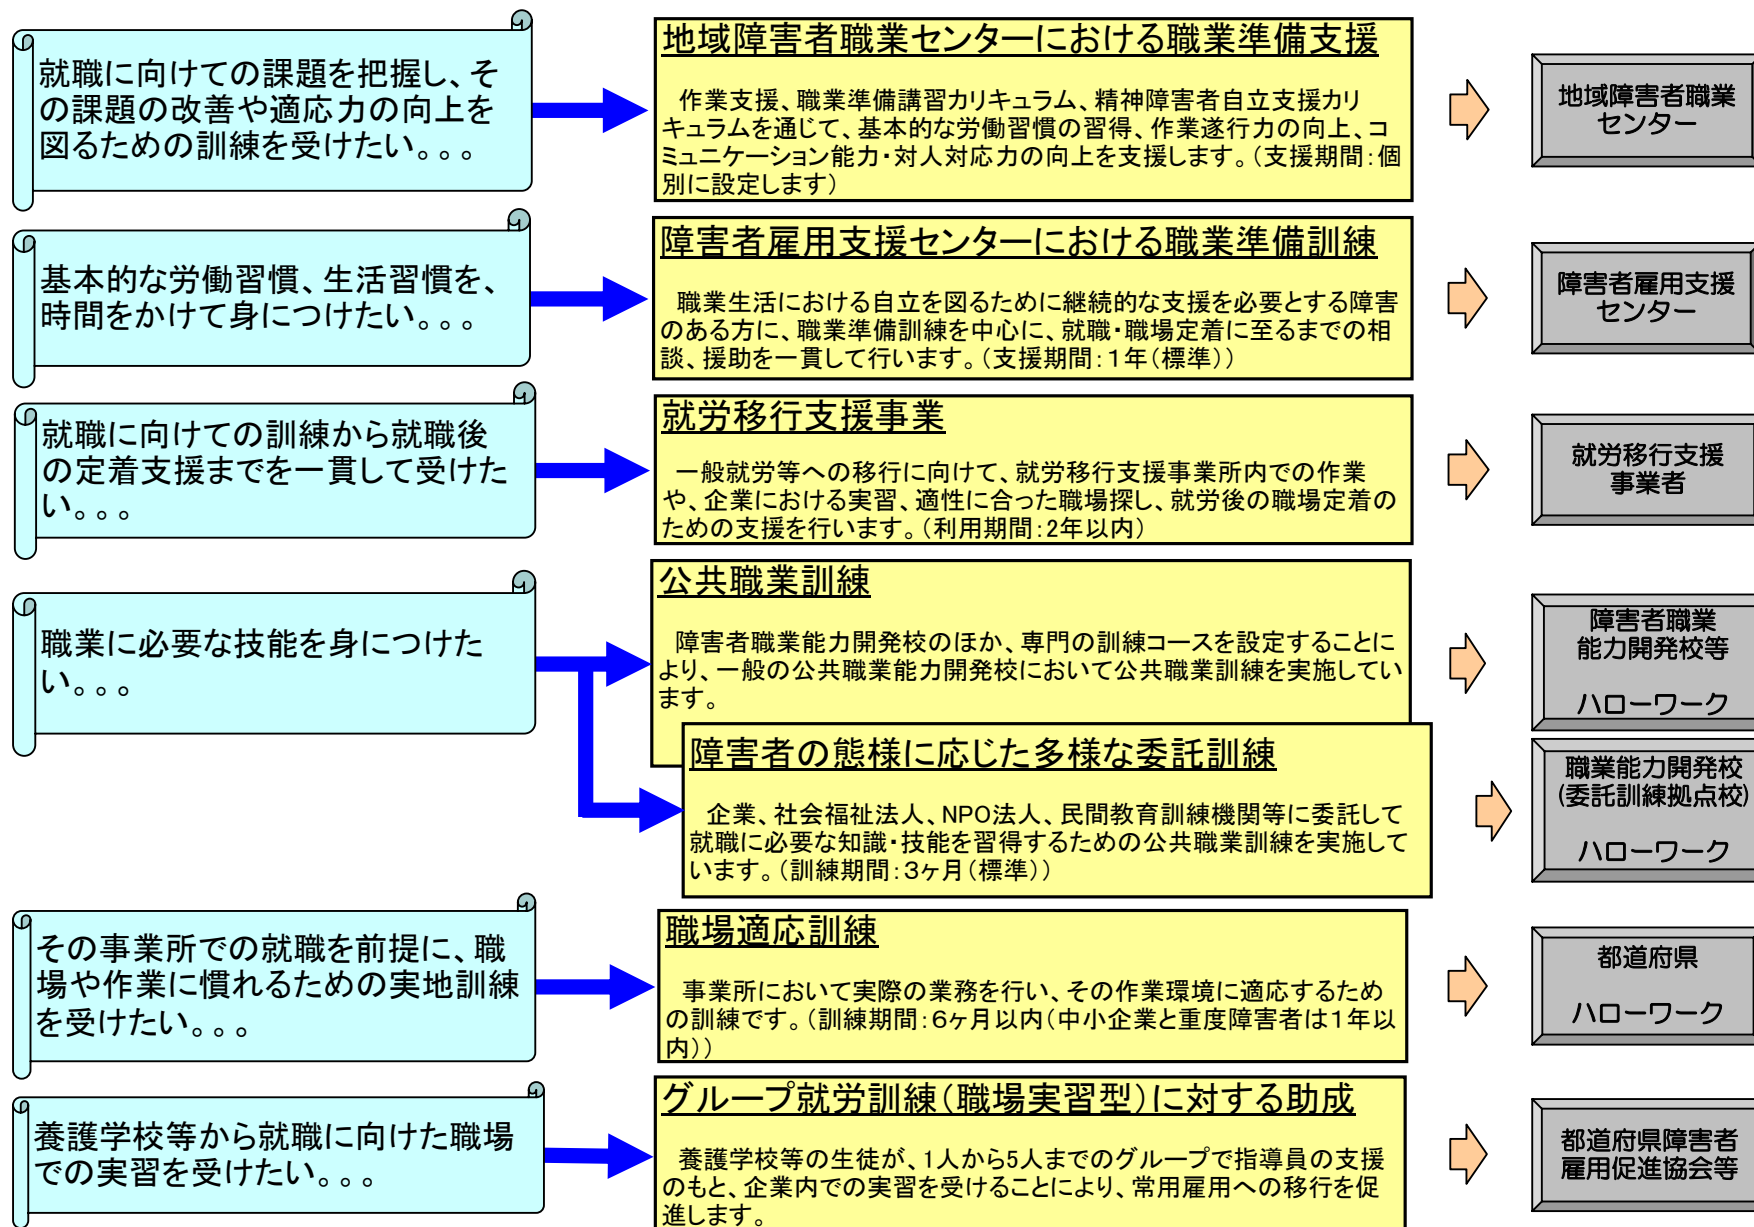 就職に向けての課題を把握し、そ
の課題の改善や適応力の向上を
図るための訓練を受けたい。。。
地域障害者職業センターにおける職業準備支援
作業支援、職業準備講習カリキュラム、精神障害者自立支援カリ
キュラムを通じて、基本的な労働習慣の習得、作業遂行力の向上、コ
ミュニケーション能力・対人対応力の向上を支援します。（支援期間：個
別に設定します）
地域障害者職業
センター
基本的な労働習慣、生活習慣を、
時間をかけて身につけたい。。。
障害者雇用支援センターにおける職業準備訓練
職業生活における自立を図るために継続的な支援を必要とする障害
のある方に、職業準備訓練を中心に、就職・職場定着に至るまでの相
談、援助を一貫して行います。（支援期間：１年（標準））
障害者雇用支援
センター
就職に向けての訓練から就職後
の定着支援までを一貫して受けた
い。。。
就労移行支援事業
一般就労等への移行に向けて、就労移行支援事業所内での作業
や、企業における実習、適性に合った職場探し、就労後の職場定着の
ための支援を行います。（利用期間：２年以内）
就労移行支援
事業者
職業に必要な技能を身につけた
い。。。
公共職業訓練
障害者職業能力開発校のほか、専門の訓練コースを設定することに
より、一般の公共職業能力開発校において公共職業訓練を実施してい
ます。
障害者職業
能力開発校等
ハローワーク
障害者の態様に応じた多様な委託訓練
企業、社会福祉法人、NPO法人、民間教育訓練機関等に委託して
就職に必要な知識・技能を習得するための公共職業訓練を実施して
います。（訓練期間：３ヶ月（標準））
職業能力開発校
(委託訓練拠点校)
ハローワーク
その事業所での就職を前提に、職
場や作業に慣れるための実地訓練
を受けたい。。。
職場適応訓練
事業所において実際の業務を行い、その作業環境に適応するため
の訓練です。（訓練期間：６ヶ月以内（中小企業と重度障害者は１年以
内））
都道府県
ハローワーク
養護学校等から就職に向けた職場
での実習を受けたい。。。
グループ就労訓練（職場実習型）に対する助成
養護学校等の生徒が、１人から５人までのグループで指導員の支援
のもと、企業内での実習を受けることにより、常用雇用への移行を促
進します。
都道府県障害者
雇用促進協会等